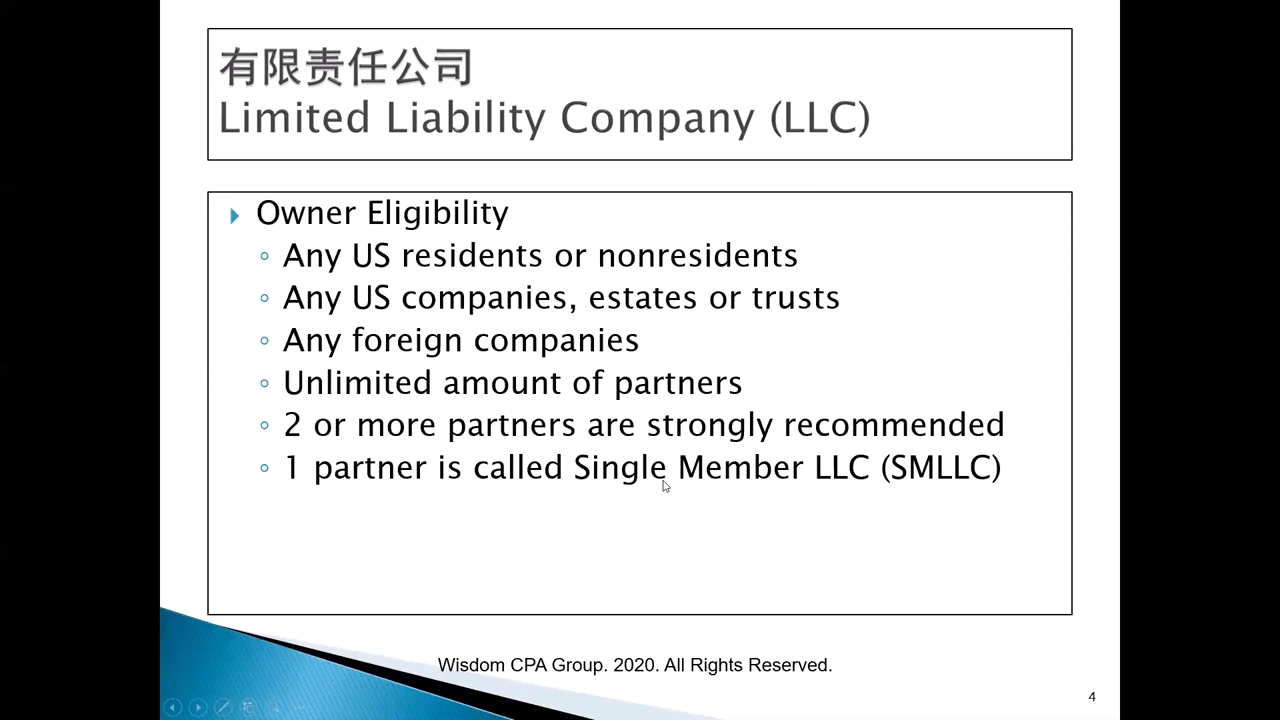 有限责任公司
Limited Liability Company (LLC)
Owner Eligibility
Any US residents or nonresidents
Any US companies, estates or trusts
Any foreign companies
Unlimited amount of partners
2 or more partners are strongly recommended
1 partner is called Single Member LLC (SMLLC)
Wisdom CPA Group. 2020. All Rights Reserved.
4